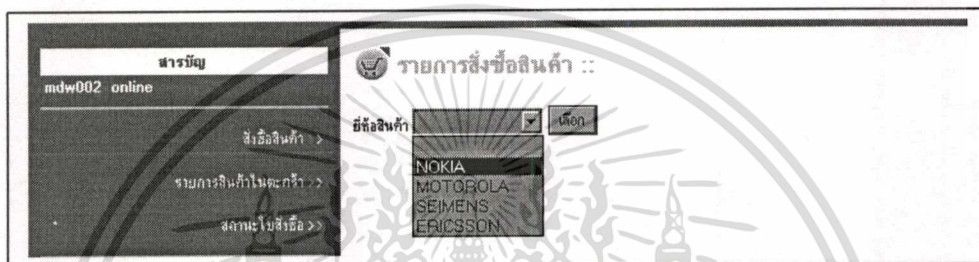 สารบัญ
mdw002 online
สั่งซื้อสินค้า >>
รายการสินค้าในตะกร้า >>
สถานะใบสั่งซื้อ >>
รายการสั่งซื้อสินค้า ::
ยี่ห้อสินค้า
เลือก
NOKIA
MOTOROLA
SEIMENS
ERICSSON